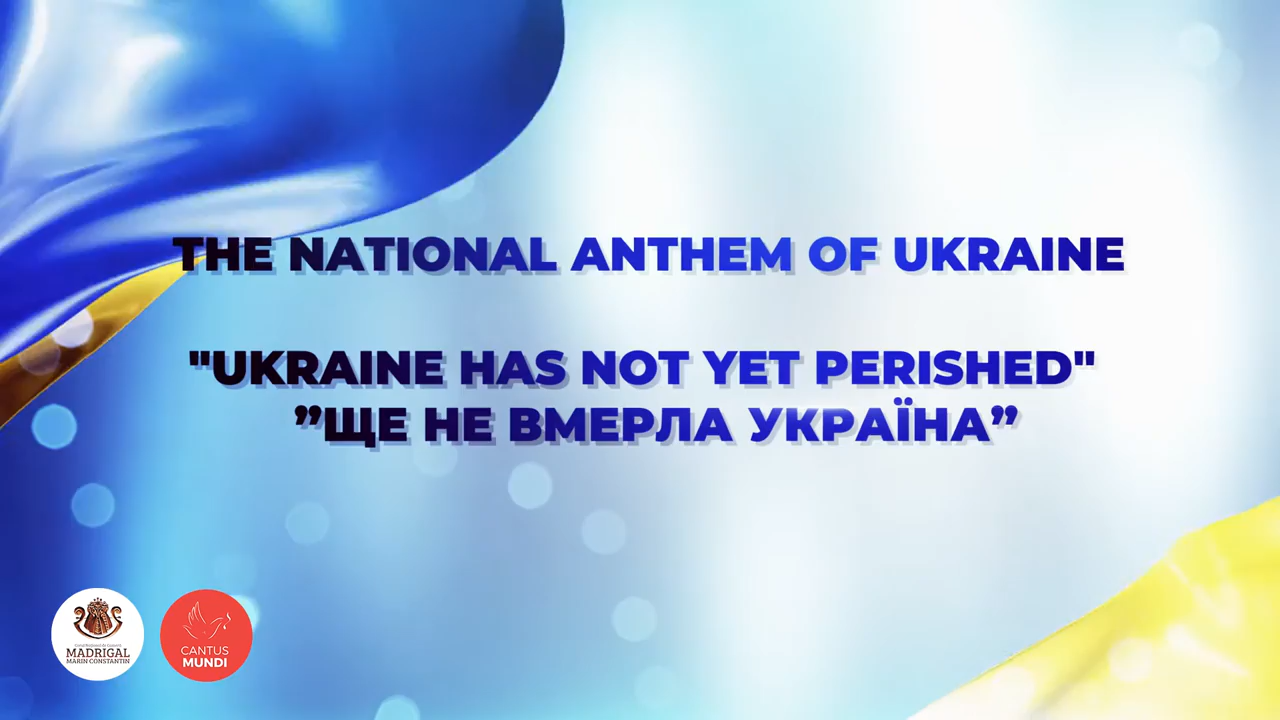 THE NATIONAL ANTHEM OF UKRAINE
"UKRAINE HAS NOT YET PERISHED"
”ЩЕ НЕ ВМЕРЛА УКРАЇНА”
MADRIGAL
MARIN CONSTANTIN
CANTUS
MUNDI